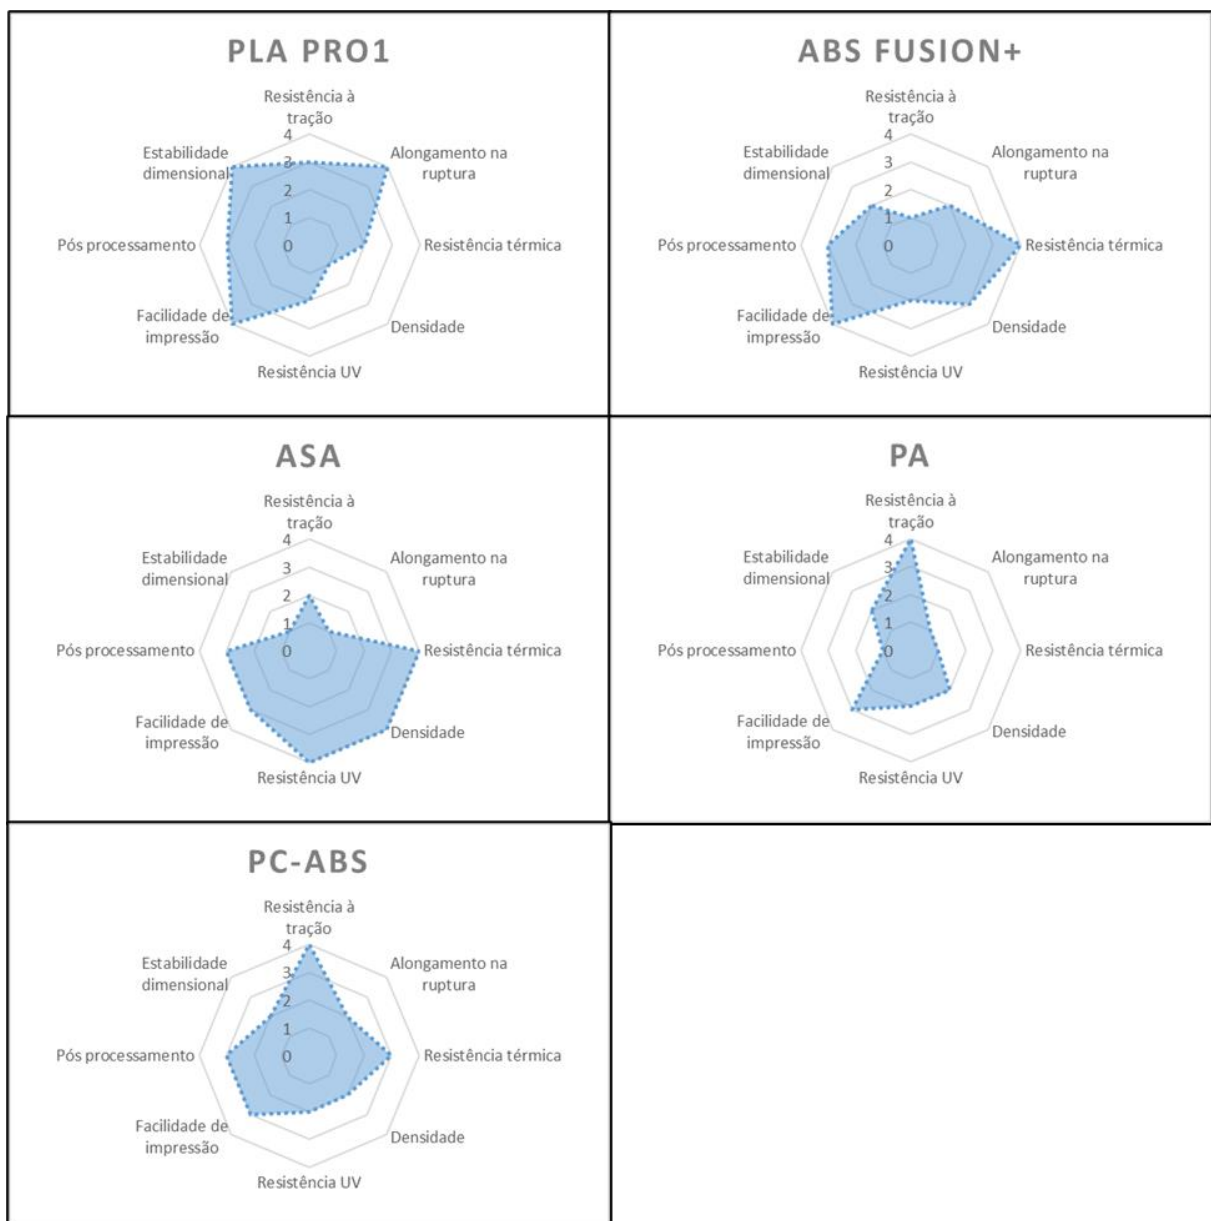 PLA PRO1
Resistência à
tração
4
Estabilidade
dimensional
Alongamento na
ruptura
3
2
1
Pós processamento
0
Resistência térmica
Facilidade de
impressão
Densidade
Resistência UV
ABS FUSION+
Resistência à
tração
4
Estabilidade
dimensional
Alongamento na
ruptura
3
2
1
Pós processamento
0
Resistência térmica
Facilidade de
impressão
Densidade
Resistência UV
ASA
Resistência à
tração
4
Estabilidade
dimensional
Alongamento na
ruptura
3
2
1
Pós processamento
0
Resistência térmica
Facilidade de
impressão
Densidade
Resistência UV
PA
Resistência à
tração
4
Estabilidade
dimensional
Alongamento na
ruptura
3
2
1
Pós processamento
0
Resistência térmica
Facilidade de
impressão
Densidade
Resistência UV
PC-ABS
Resistência à
tração
4
Estabilidade
dimensional
Alongamento na
ruptura
3
2
1
Pós processamento
0
Resistência térmica
Facilidade de
impressão
Densidade
Resistência UV